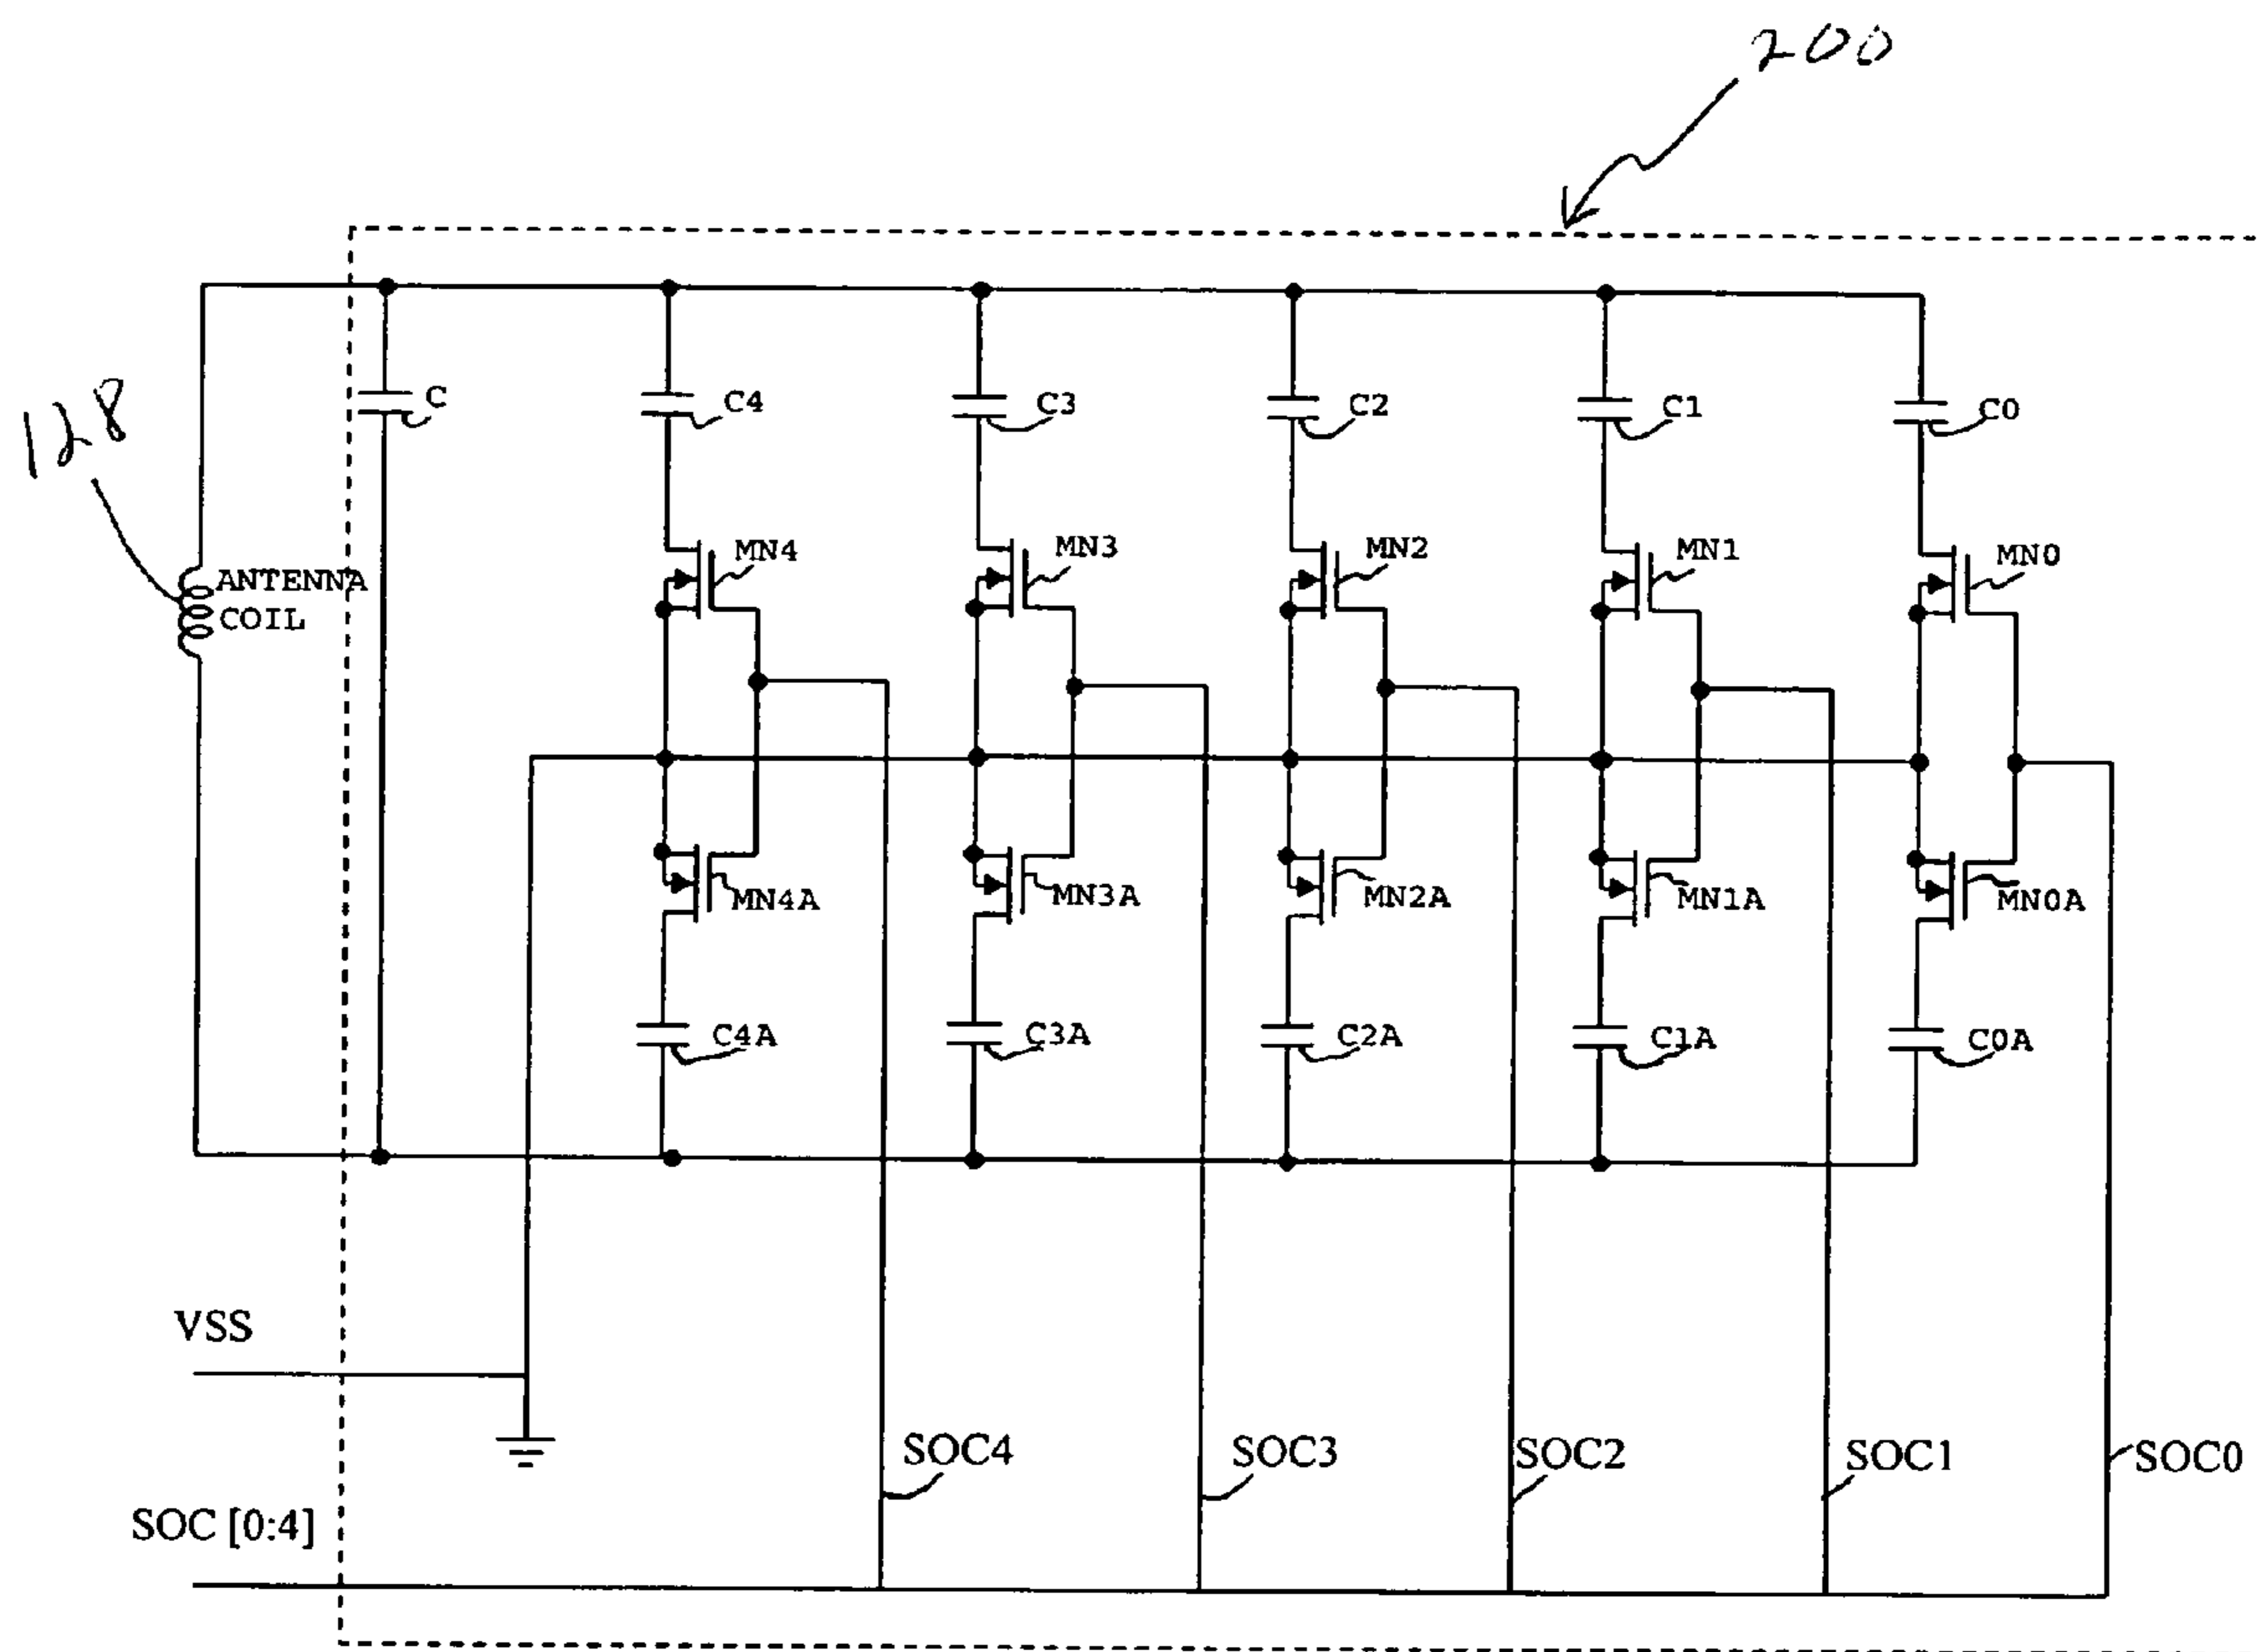 200
C
C4
C3
C2
C1
C0
128
MN4
MN3
MN2
MN1
MN0
ANTENNA
COIL
MN4A
MN3A
MN2A
MN1A
MN0A
C4A
C3A
C2A
C1A
C0A
VSS
SOC4
SOC3
SOC2
SOC1
SOC0
SOC [0:4]